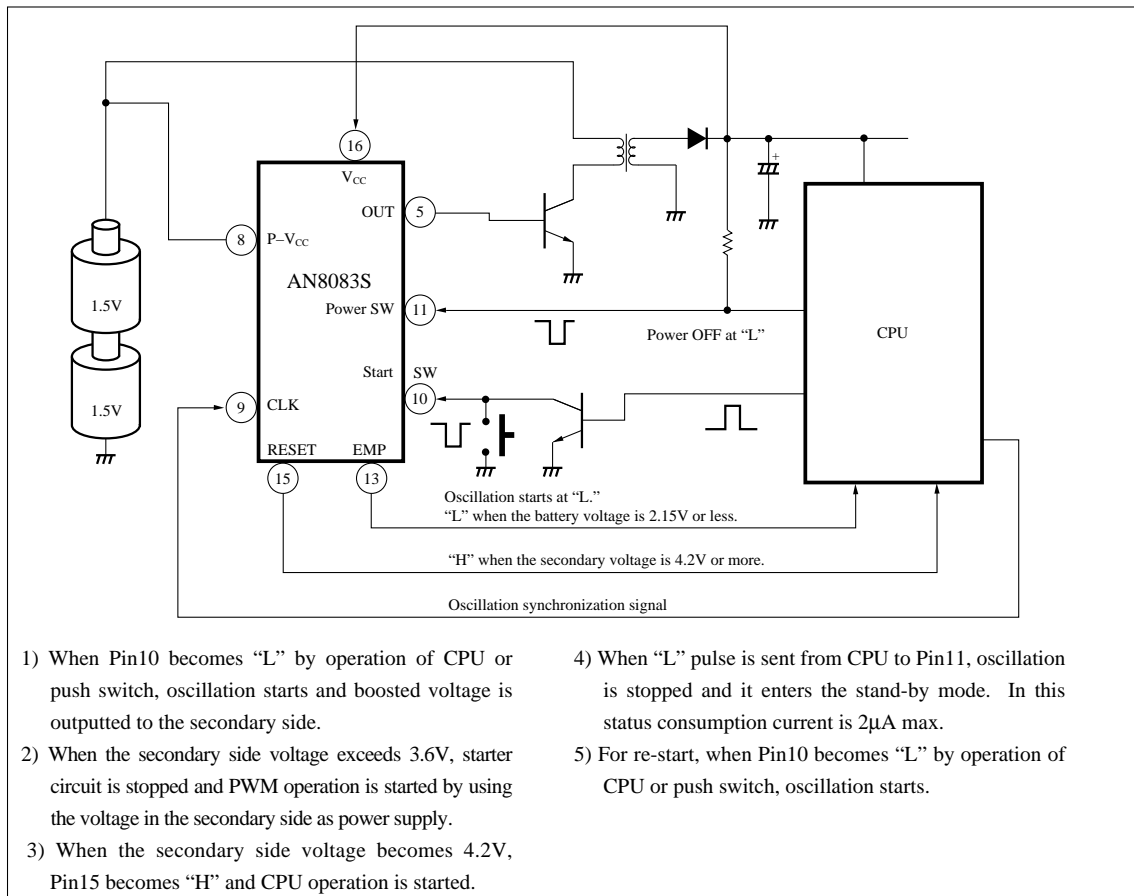 16
VCC
OUT
5
8
P–VCC
AN8083S
1.5V
Power SW
11
Power OFF at “L”
CPU
Start
SW
10
1.5V
9
CLK
RESET
EMP
15
13
+
Oscillation starts at “L.”
“L” when the battery voltage is 2.15V or less.
“H” when the secondary voltage is 4.2V or more.
Oscillation synchronization signal
1) When Pin10 becomes “L” by operation of CPU or
push switch, oscillation starts and boosted voltage is
outputted to the secondary side.
2) When the secondary side voltage exceeds 3.6V, starter
circuit is stopped and PWM operation is started by using
the voltage in the secondary side as power supply.
3) When the secondary side voltage becomes 4.2V,
Pin15 becomes “H” and CPU operation is started.
4) When “L” pulse is sent from CPU to Pin11, oscillation
is stopped and it enters the stand-by mode. In this
status consumption current is 2μA max.
5) For re-start, when Pin10 becomes “L” by operation of
CPU or push switch, oscillation starts.